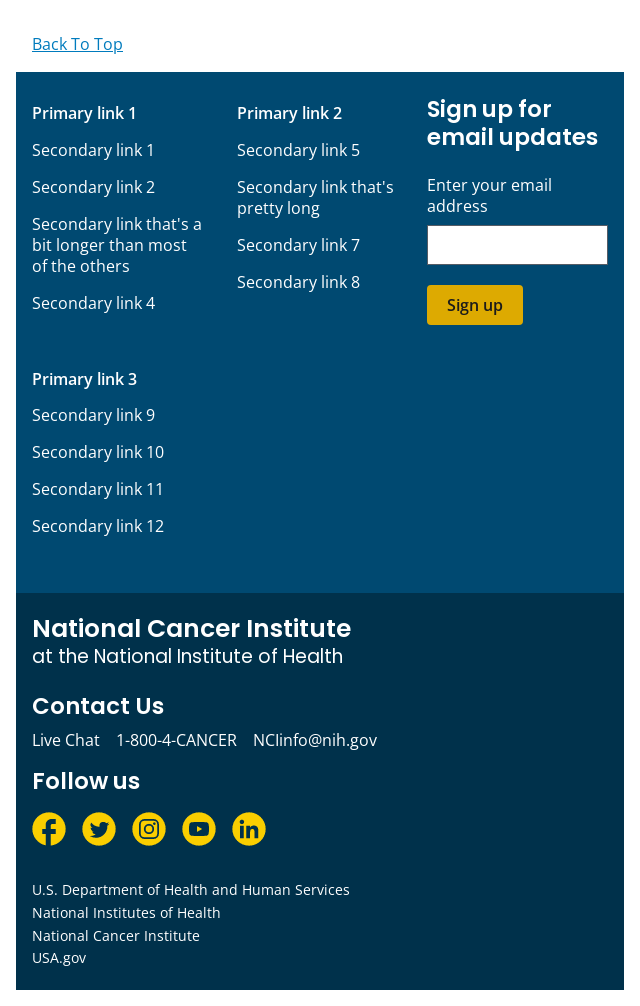 Back To Top
Primary link 1
Secondary link 1
Secondary link 2
Secondary link that's a
bit longer than most
of the others
Secondary link 4
Primary link 2
Secondary link 5
Secondary link that's
pretty long
Secondary link 7
Secondary link 8
Sign up for
email updates
Enter your email
address
Sign up
Primary link 3
Secondary link 9
Secondary link 10
Secondary link 11
Secondary link 12
National Cancer Institute
at the National Institute of Health
Contact Us
Live Chat 1-800-4-CANCER NCIinfo@nih.gov
Follow us
U.S. Department of Health and Human Services
National Institutes of Health
National Cancer Institute
USA.gov